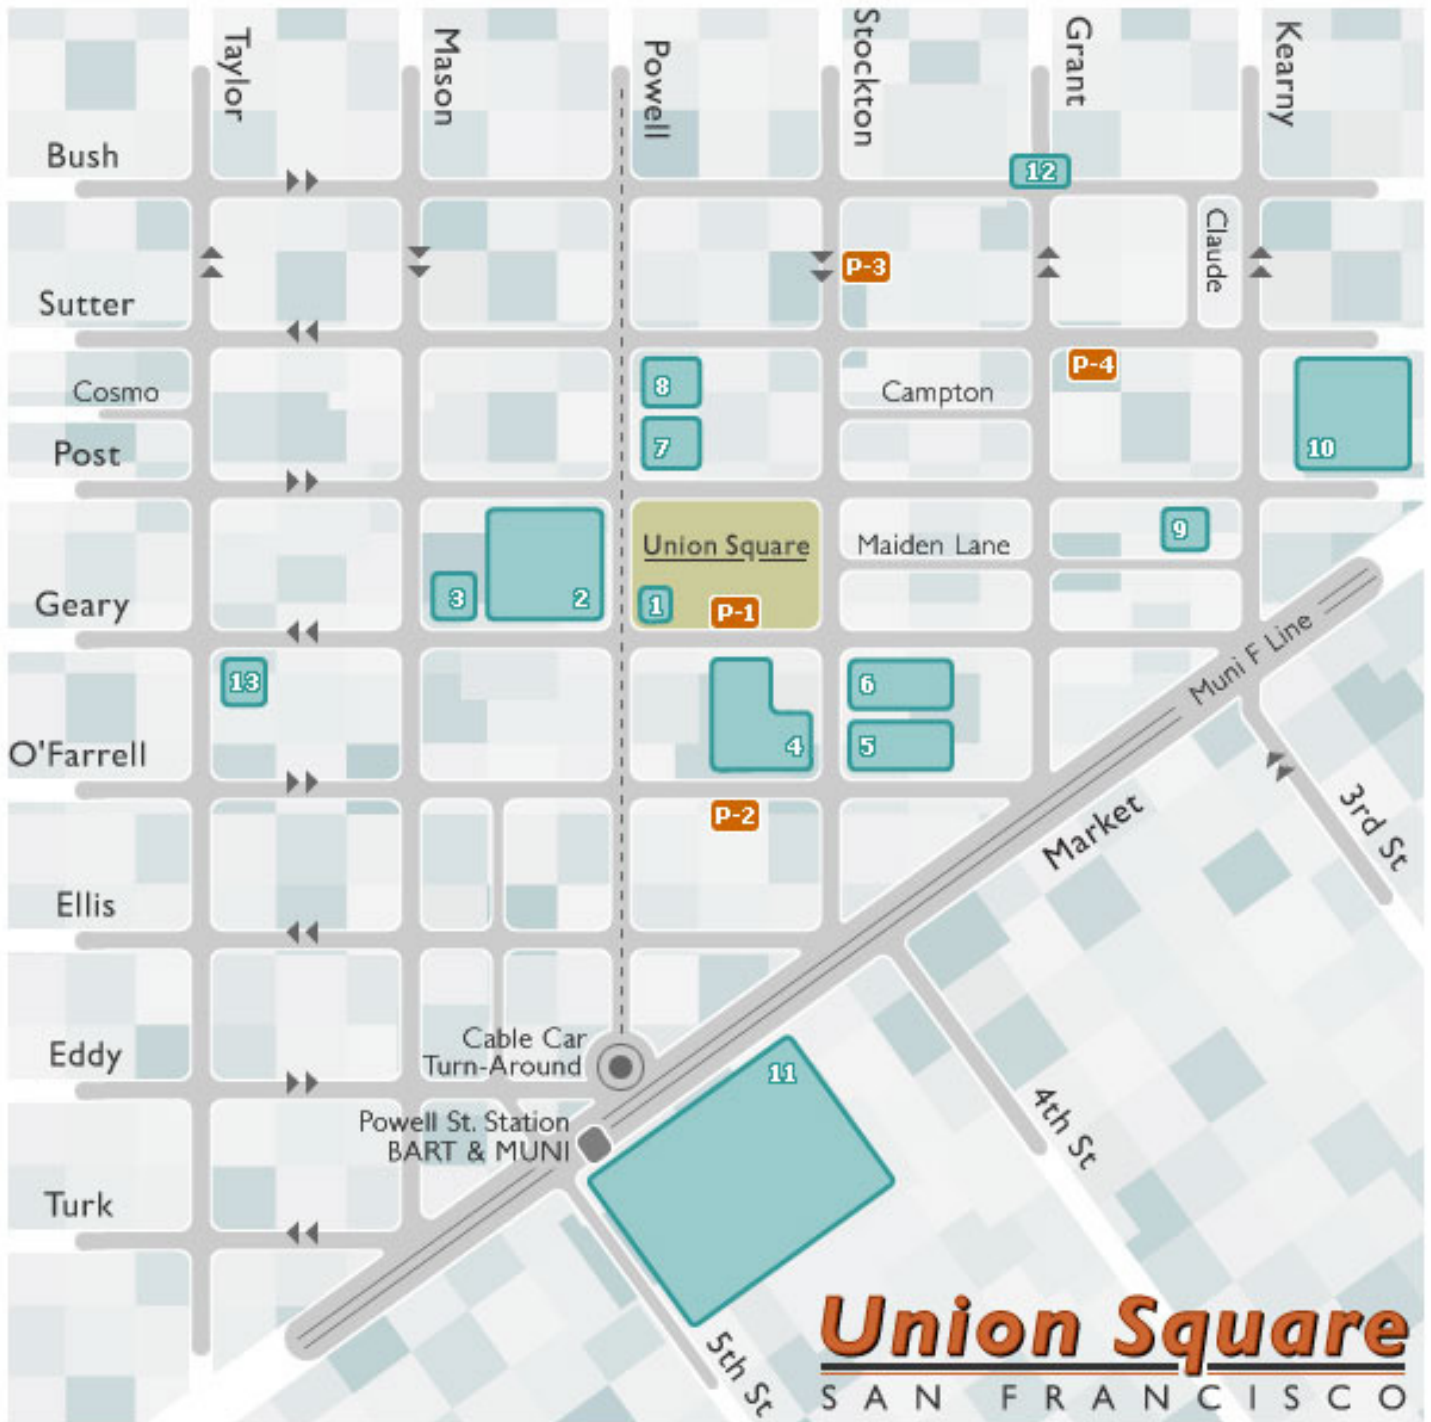 Taylor
Mason
Powell
Stockton
Grant
Kearny
Bush
12
Claude
Sutter
P-3
Cosmo
8
Campton
P-4
Post
7
10
Union Square
Maiden Lane
9
Geary
3
2
1
P-1
Muni F Line
13
6
O'Farrell
4
5
P-2
Market
3rd St
Ellis
Eddy
Cable Car
Turn-Around
11
Powell St. Station
BART & MUNI
4th St
Turk
5th St
Union Square
SAN FRANCISCO